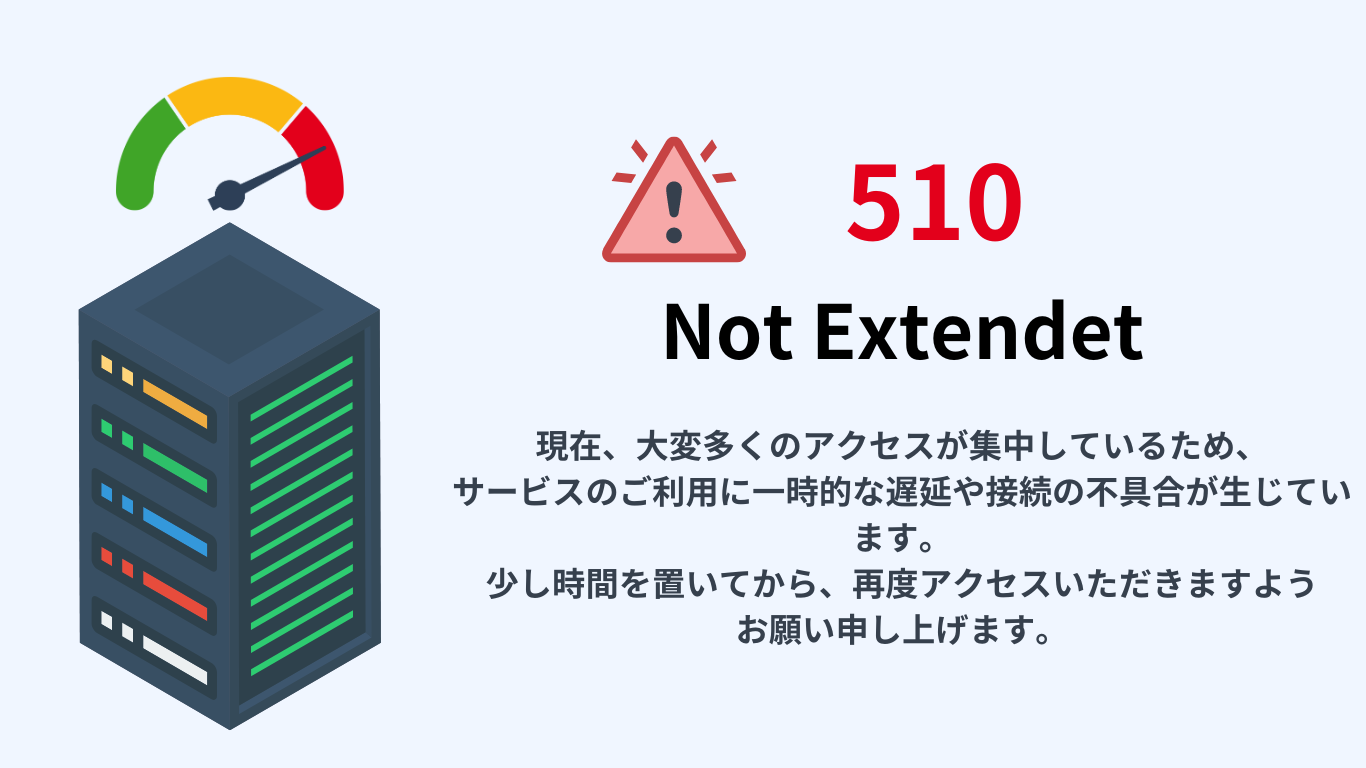 510
Not Extendet
現在、大変多くのアクセスが集中しているため、
サービスのご利用に一時的な遅延や接続の不具合が生じてい
ます。
少し時間を置いてから、再度アクセスいただきますよう
お願い申し上げます。